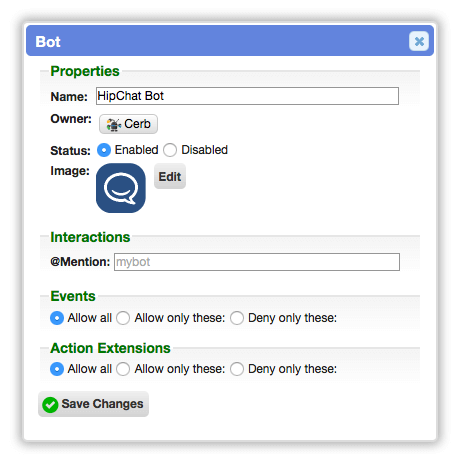 Bot
Properties
Name: HipChat Bot
Owner: Cerb
Status: Enabled Disabled
Image: Edit
Interactions
@Mention: mybot
Events
Allow all Allow only these: Deny only these:
Action Extensions
Allow all Allow only these: Deny only these:
Save Changes